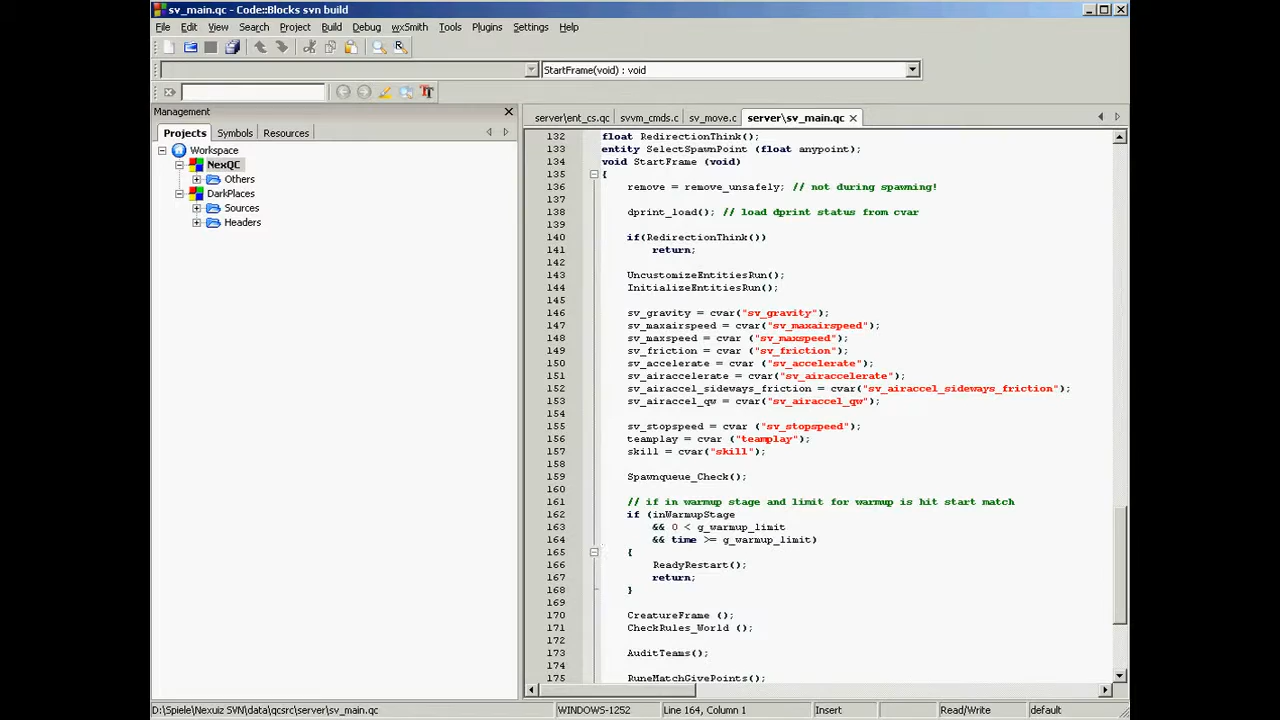 sv_main.qc - Code::Blocks svn build
File Edit View Search Project Build Debug wxSmith Tools Plugins Settings Help
StartFrame(void) : void
Management
server\ent_cs.qc svvm_cmds.c sv_move.c server\sv_main.qc
Projects Symbols Resources
Workspace
NexQC
Others
DarkPlaces
Sources
Headers
132 float RedirectionThink();
133 entity SelectSpawnPoint (float anypoint);
134 void StartFrame (void)
135 {
136 remove = remove_unsafely; // not during spawning!
137
138 dprint_load(); // load dprint status from cvar
139
140 if(RedirectionThink())
141 return;
142
143 UncustomizeEntitiesRun();
144 InitializeEntitiesRun();
145
146 sv_gravity = cvar("sv_gravity");
147 sv_maxairspeed = cvar("sv_maxairspeed");
148 sv_maxspeed = cvar ("sv_maxspeed");
149 sv_friction = cvar ("sv_friction");
150 sv_accelerate = cvar ("sv_accelerate");
151 sv_airaccelerate = cvar("sv_airaccelerate");
152 sv_airaccel_sideways_friction = cvar("sv_airaccel_sideways_friction");
153 sv_airaccel_qw = cvar("sv_airaccel_qw");
154
155 sv_stopspeed = cvar ("sv_stopspeed");
156 teamplay = cvar ("teamplay");
157 skill = cvar("skill");
158
159 Spawnqueue_Check();
160
161 // if in warmup stage and limit for warmup is hit start match
162 if (inWarmupStage
163 && 0 < g_warmup_limit
164 && time >= g_warmup_limit)
165 {
166 ReadyRestart();
167 return;
168 }
169
170 CreatureFrame ();
171 CheckRules_World ();
172
173 AuditTeams();
174
175 RuneMatchGivePoints();
D:\Spiele\Nexuiz SVN\data\qcsrc\server\sv_main.qc WINDOWS-1252 Line 164, Column 1 Insert Read/Write default